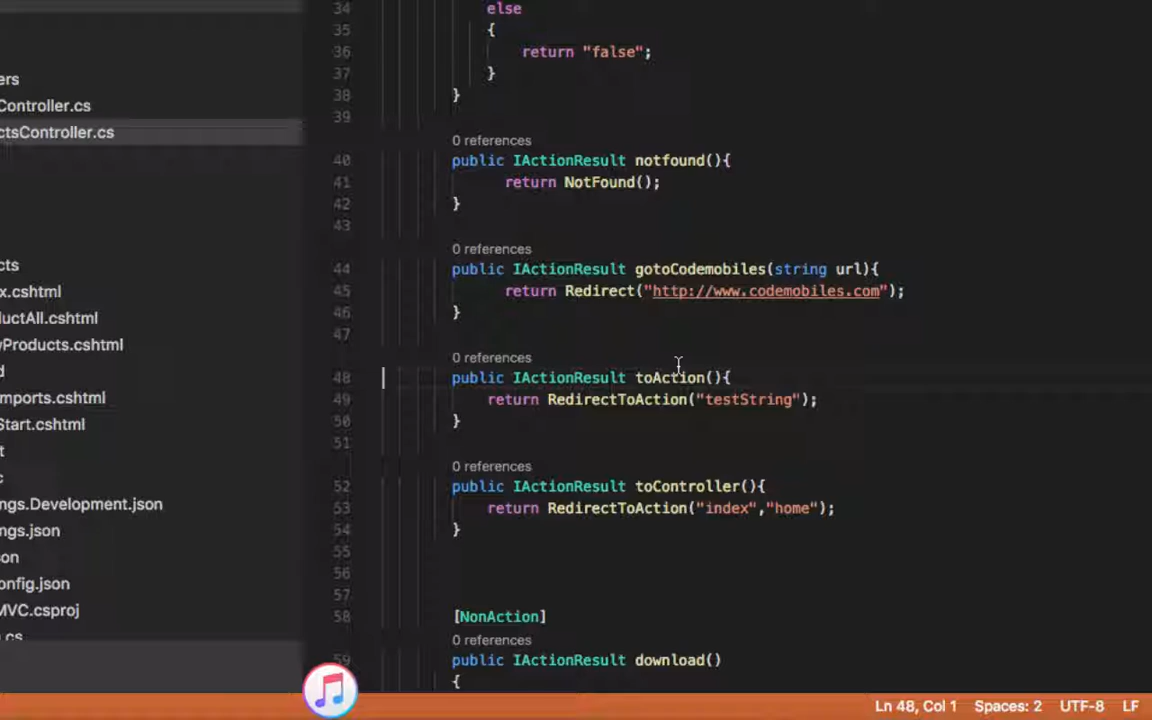 34 else
35 {
ers
36 return "false";
37 }
Controller.cs
38 }
39
ctsController.cs
0 references
40 public IActionResult notfound(){
41 return NotFound();
42 }
43
0 references
cts
44 public IActionResult gotoCodemobiles(string url){
x.cshtml
45 return Redirect("http://www.codemobiles.com");
46 }
uctAll.cshtml
47
wProducts.cshtml
0 references
d
48 public IActionResult toAction(){
mports.cshtml
49 return RedirectToAction("testString");
Start.cshtml
50 }
51
t
0 references
c
52 public IActionResult toController(){
ngs.Development.json
53 return RedirectToAction("index","home");
ngs.json
54 }
55
on
56
onfig.json
57
MVC.csproj
58 [NonAction]
.cs
0 references
59 public IActionResult download()
{
Ln 48, Col 1 Spaces: 2 UTF-8 LF